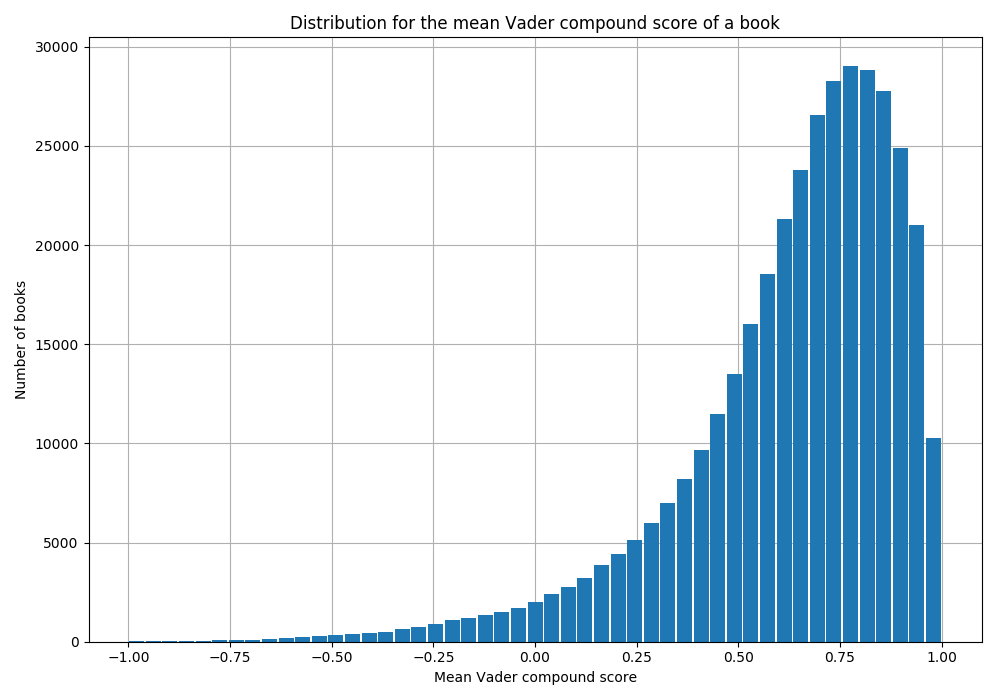 Distribution for the mean Vader compound score of a book
30000
25000
20000
15000
10000
5000
0
Number of books
−1.00 −0.75 −0.50 −0.25 0.00 0.25 0.50 0.75 1.00
Mean Vader compound score